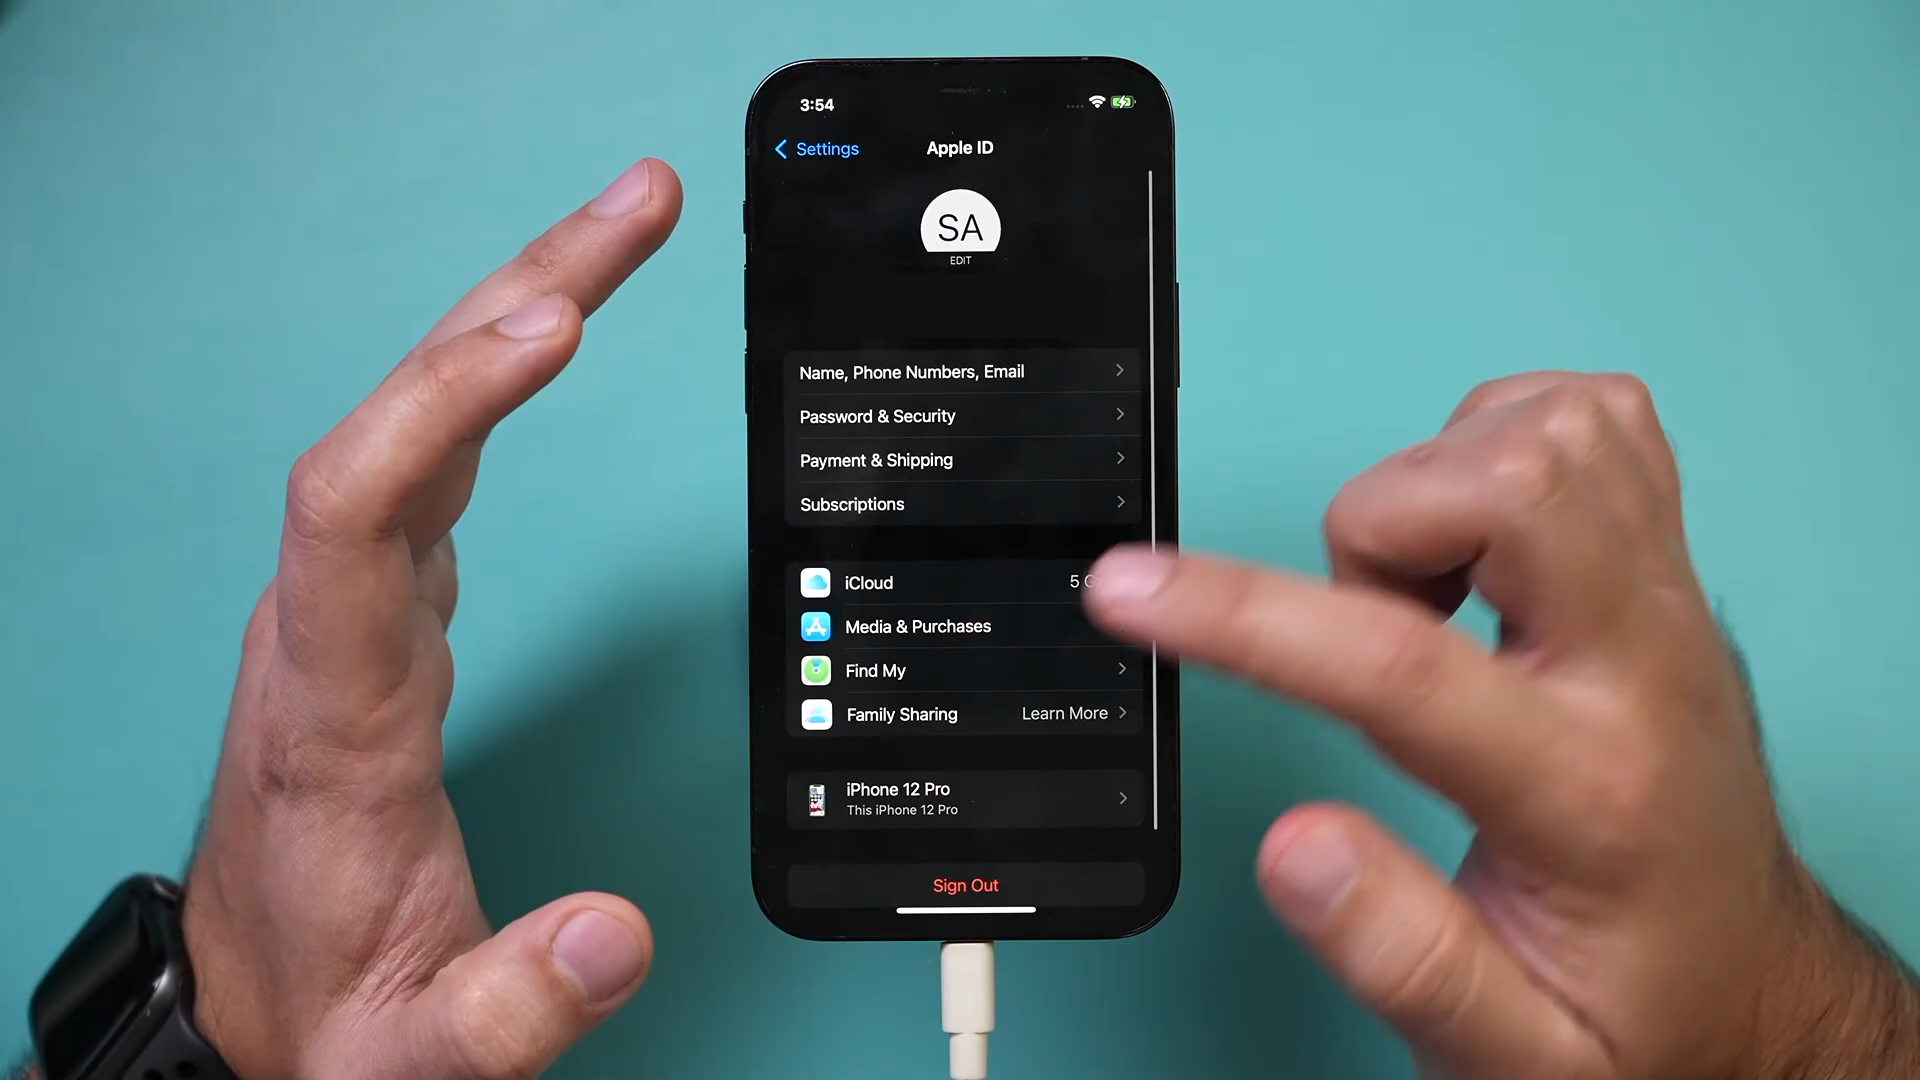 3:54
Settings
Apple ID
SA
EDIT
Name, Phone Numbers, Email
Password & Security
Payment & Shipping
Subscriptions
iCloud 5
Media & Purchases
Find My
Family Sharing Learn More
iPhone 12 Pro
This iPhone 12 Pro
Sign Out